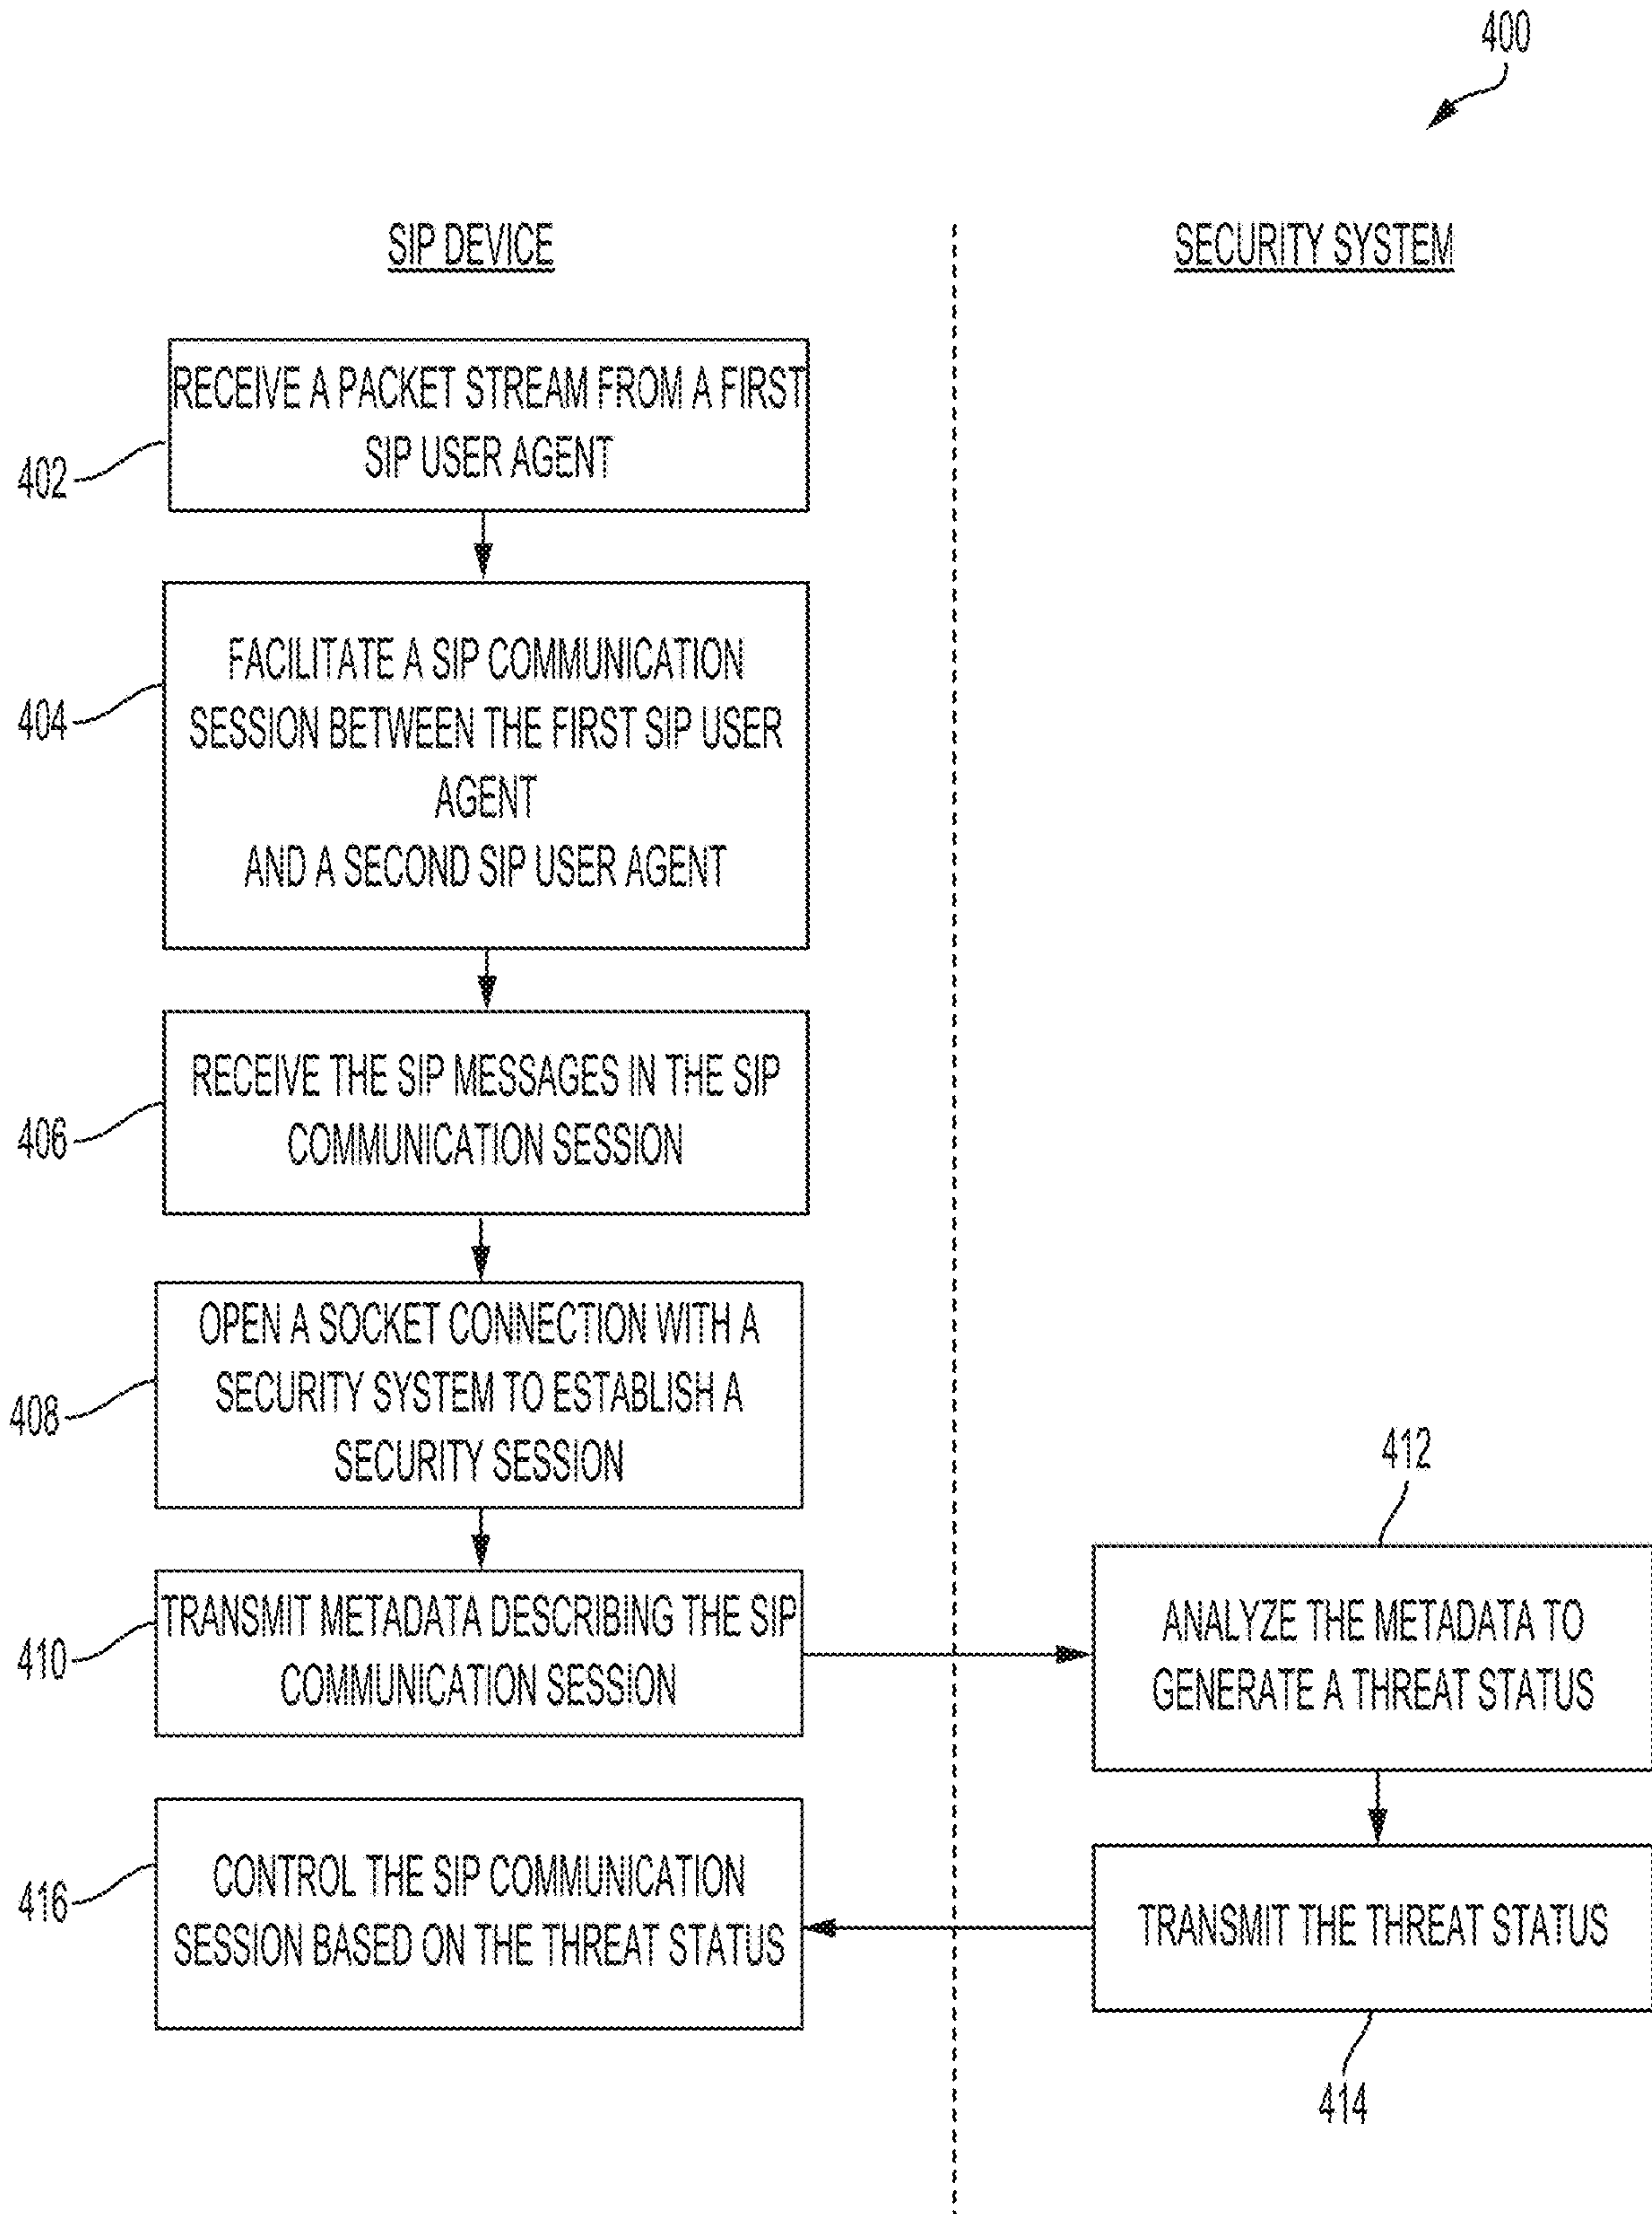 400
SIP DEVICE
SECURITY SYSTEM
RECEIVE A PACKET STREAM FROM A FIRST
SIP USER AGENT
402
FACILITATE A SIP COMMUNICATION
SESSION BETWEEN THE FIRST SIP USER
AGENT
AND A SECOND SIP USER AGENT
404
RECEIVE THE SIP MESSAGES IN THE SIP
COMMUNICATION SESSION
406
OPEN A SOCKET CONNECTION WITH A
SECURITY SYSTEM TO ESTABLISH A
SECURITY SESSION
408
TRANSMIT METADATA DESCRIBING THE SIP
COMMUNICATION SESSION
410
412
ANALYZE THE METADATA TO
GENERATE A THREAT STATUS
TRANSMIT THE THREAT STATUS
414
CONTROL THE SIP COMMUNICATION
SESSION BASED ON THE THREAT STATUS
416